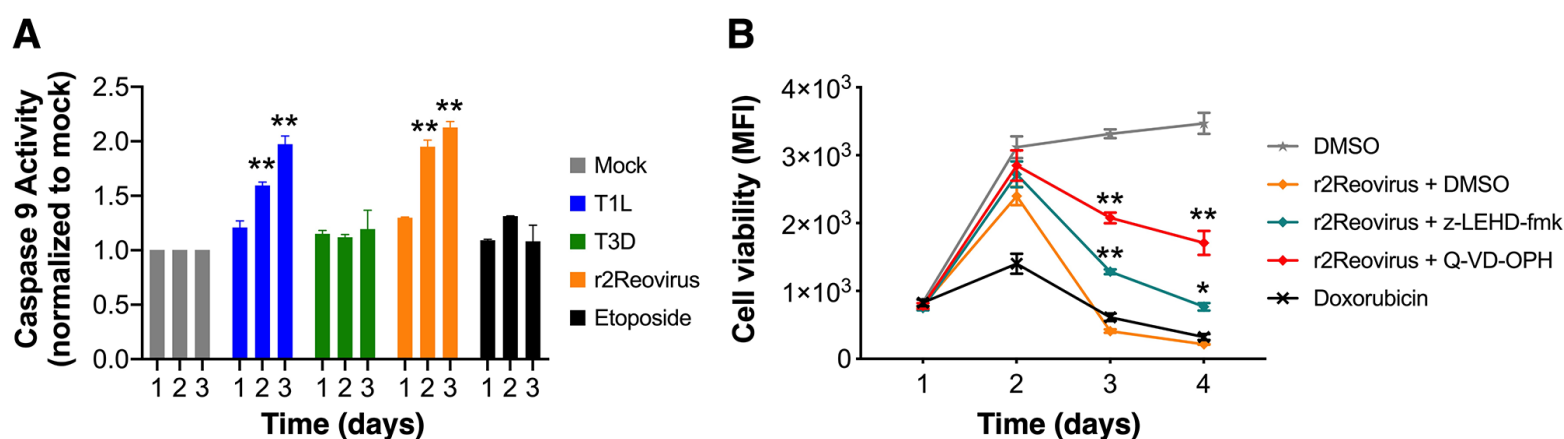 A
Caspase 9 Activity
(normalized to mock)
2.5
2.0
1.5
1.0
0.5
0.0
** ** ** **
1 2 3 1 2 3 1 2 3 1 2 3 1 2 3
Time (days)
Mock
T1L
T3D
r2Reovirus
Etoposide
B
Cell viability (MFI)
4×10³
3×10³
2×10³
1×10³
0
** **
** *
1 2 3 4
Time (days)
DMSO
r2Reovirus + DMSO
r2Reovirus + z-LEHD-fmk
r2Reovirus + Q-VD-OPH
Doxorubicin